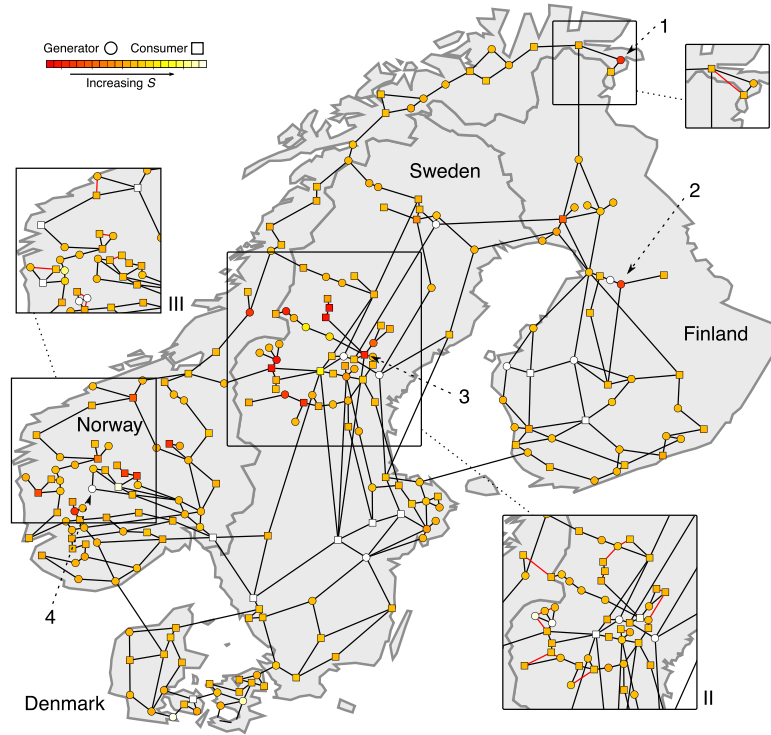 Generator Consumer
Increasing S
1
Sweden
2
III
Finland
3
Norway
4
Denmark
II